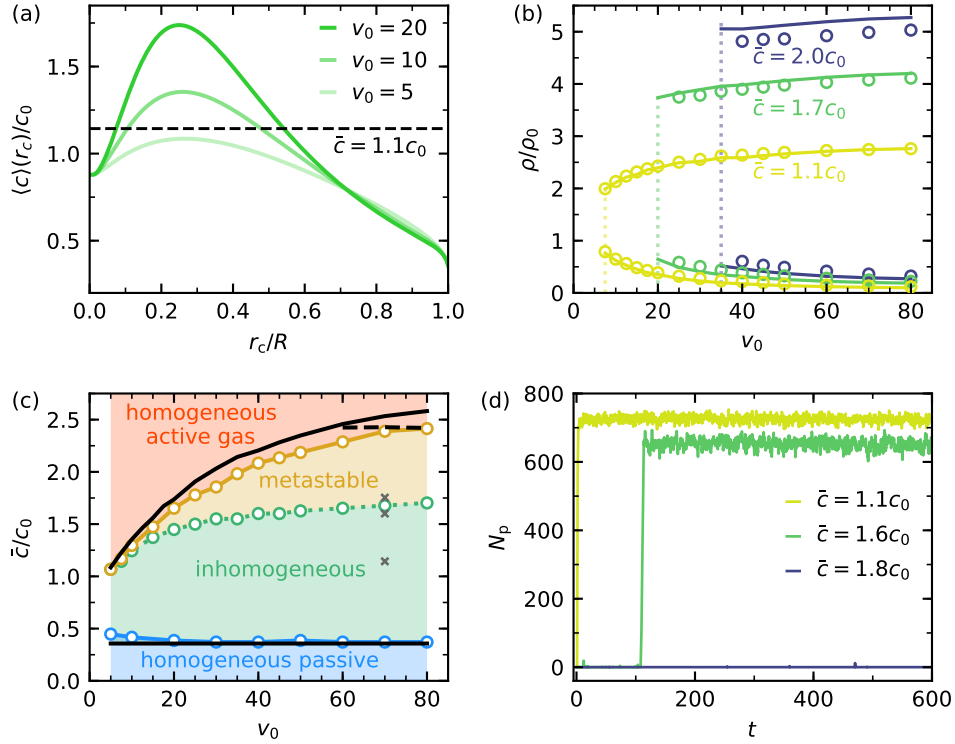 (a)
⟨c⟩(r_c)/c_0
1.5
1.0
0.5
v_0 = 20
v_0 = 10
v_0 = 5
c̄ = 1.1c_0
0.0 0.2 0.4 0.6 0.8 1.0
r_c/R
(b)
ρ/ρ_0
5
4
3
2
1
0
c̄ = 2.0c_0
c̄ = 1.7c_0
c̄ = 1.1c_0
0 20 40 60 80
v_0
(c)
c̄/c_0
2.5
2.0
1.5
1.0
0.5
0.0
homogeneous
active gas
metastable
inhomogeneous
homogeneous passive
0 20 40 60 80
v_0
(d)
N_p
800
600
400
200
0
c̄ = 1.1c_0
c̄ = 1.6c_0
c̄ = 1.8c_0
0 200 400 600
t